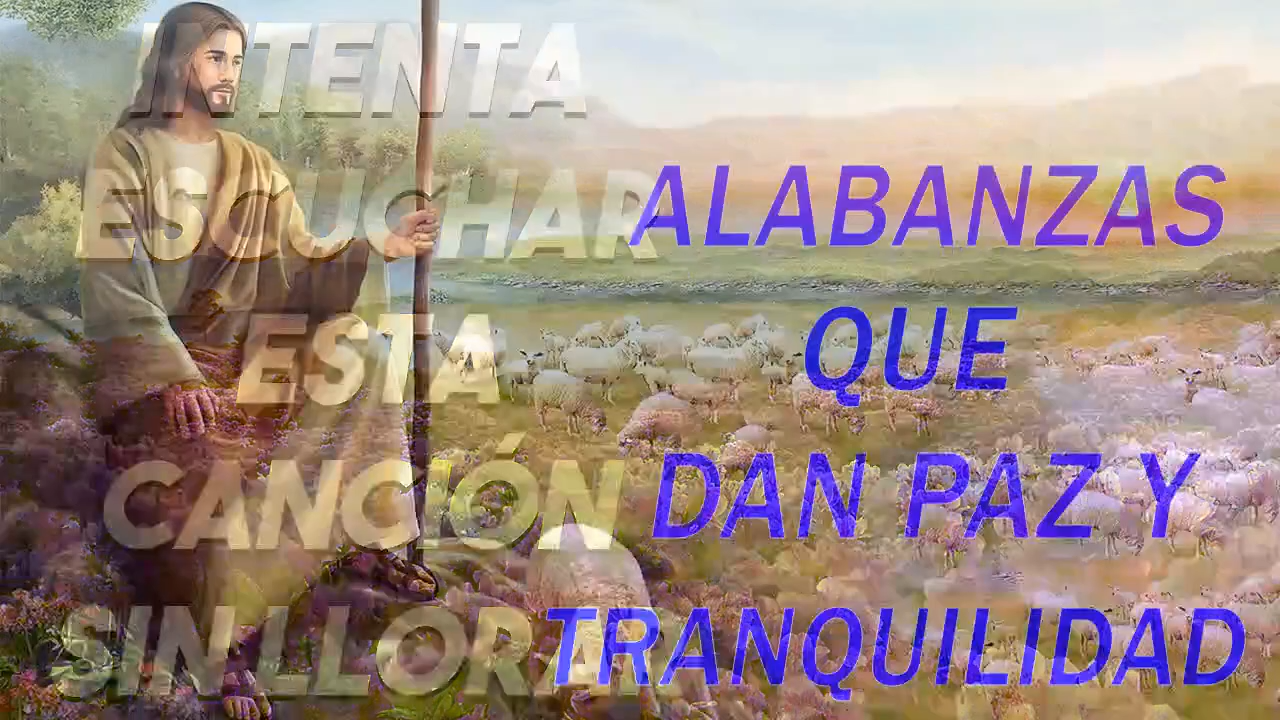 INTENTA
ESCUCHAR
ESTA
CANCIÓN
SIN LLORAR
ALABANZAS
QUE
DAN PAZ Y
TRANQUILIDAD